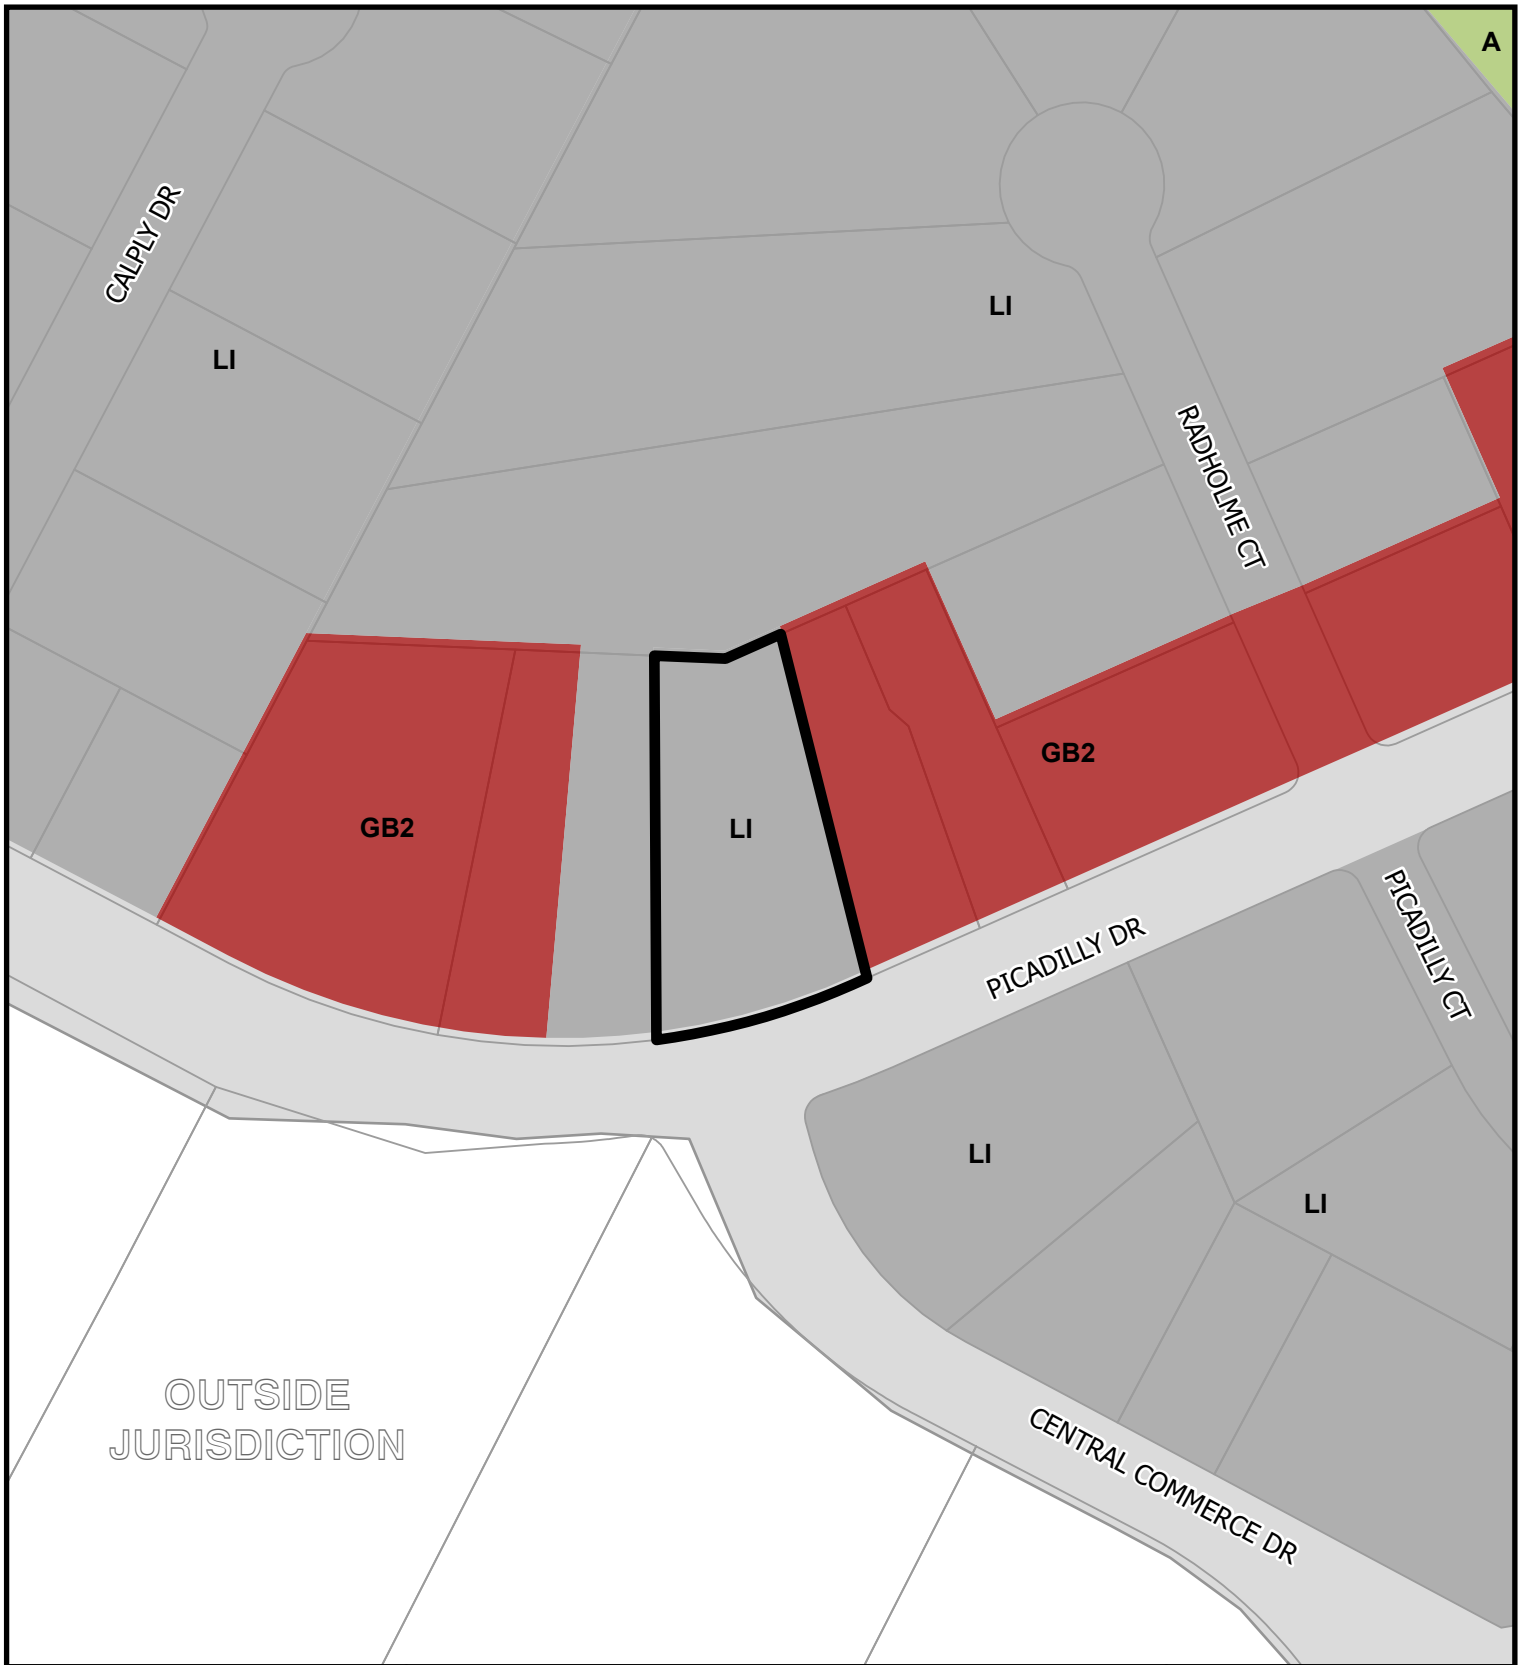 A
CALPLY DR
LI
LI
RADHOLME CT
GB2
GB2
LI
PICADILLY DR
PICADILLY CT
LI
LI
OUTSIDE
JURISDICTION
CENTRAL COMMERCE DR